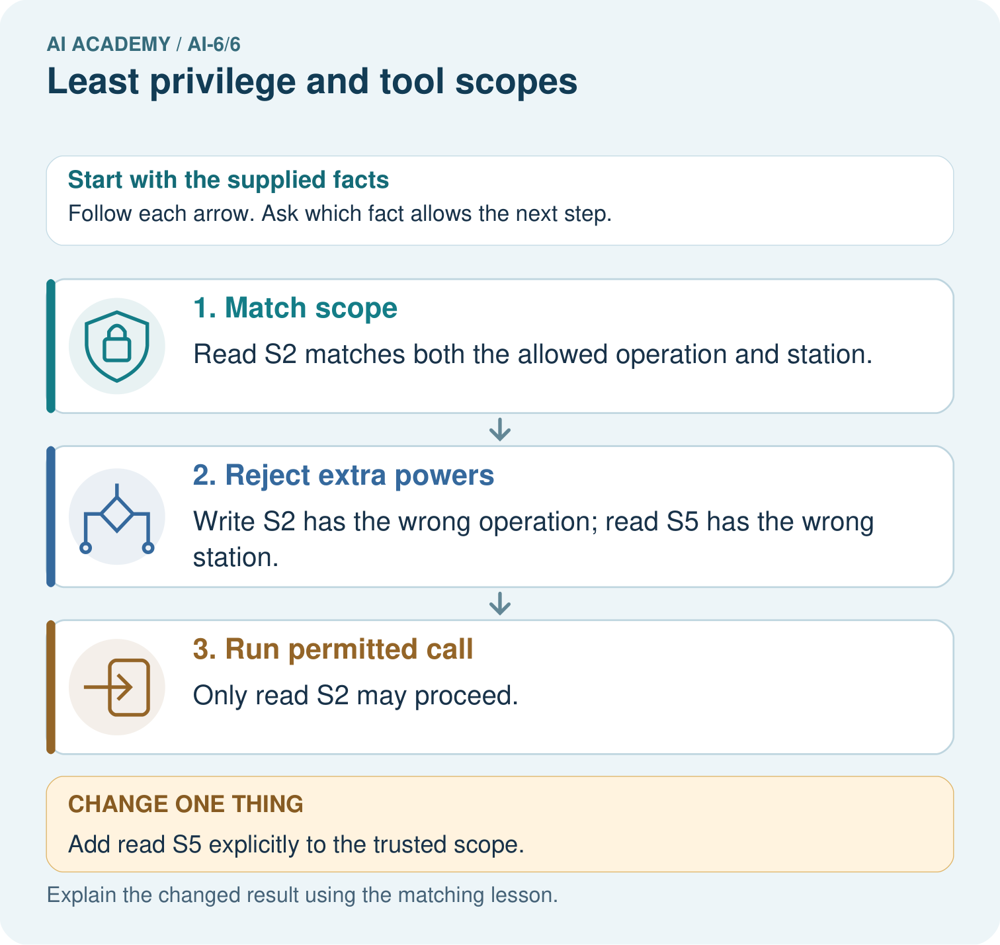 AI ACADEMY / AI-6/6
Least privilege and tool scopes
Start with the supplied facts
Follow each arrow. Ask which fact allows the next step.
1. Match scope
Read S2 matches both the allowed operation and station.
2. Reject extra powers
Write S2 has the wrong operation; read S5 has the wrong
station.
3. Run permitted call
Only read S2 may proceed.
CHANGE ONE THING
Add read S5 explicitly to the trusted scope.
Explain the changed result using the matching lesson.